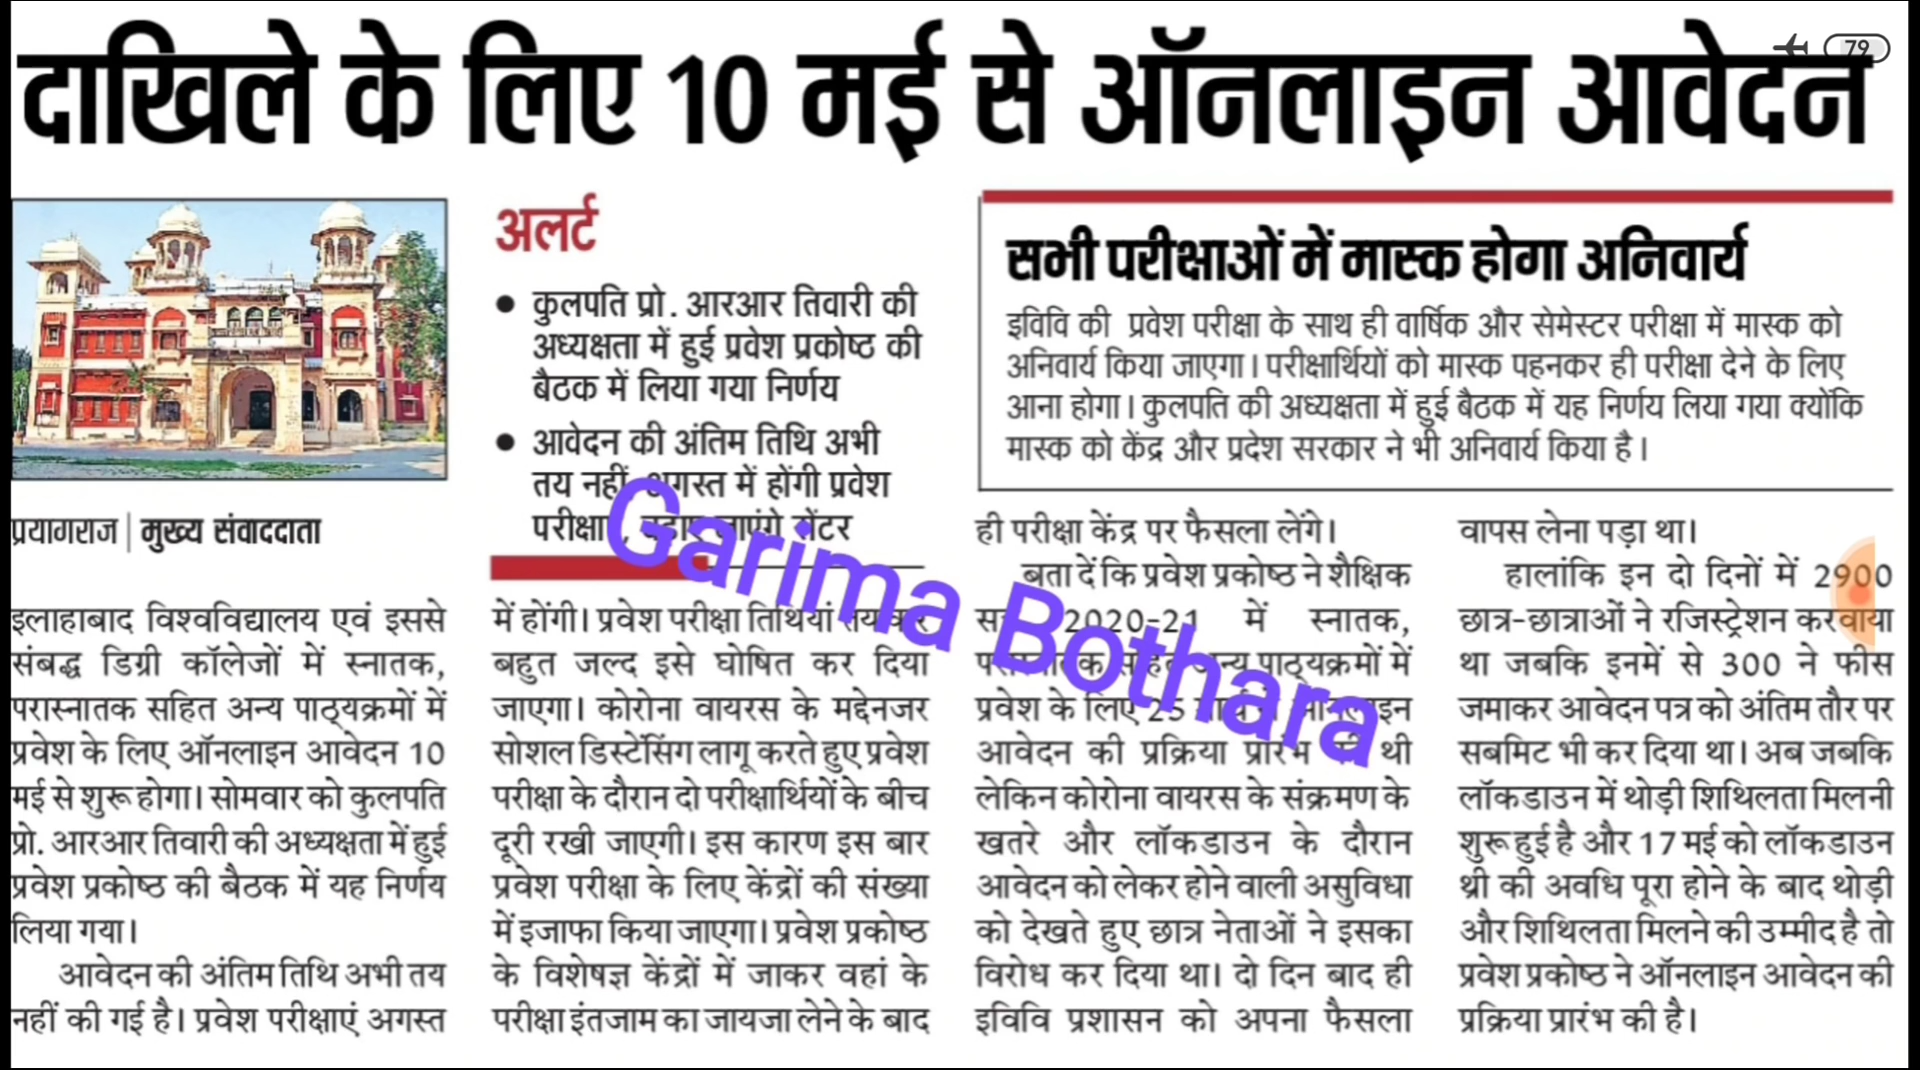 दाखिले के लिए 10 मई से ऑनलाइन आवेदन
79
अलर्ट
• कुलपति प्रो. आरआर तिवारी की
अध्यक्षता में हुई प्रवेश प्रकोष्ठ की
बैठक में लिया गया निर्णय
• आवेदन की अंतिम तिथि अभी
तय नहीं, अगस्त में होंगी प्रवेश
परीक्षा जाएंगे सेंटर
सभी परीक्षाओं में मास्क होगा अनिवार्य
इविवि की प्रवेश परीक्षा के साथ ही वार्षिक और सेमेस्टर परीक्षा में मास्क को
अनिवार्य किया जाएगा। परीक्षार्थियों को मास्क पहनकर ही परीक्षा देने के लिए
आना होगा। कुलपति की अध्यक्षता में हुई बैठक में यह निर्णय लिया गया क्योंकि
मास्क को केंद्र और प्रदेश सरकार ने भी अनिवार्य किया है।
प्रयागराज | मुख्य संवाददाता
इलाहाबाद विश्वविद्यालय एवं इससे
संबद्ध डिग्री कॉलेजों में स्नातक,
परास्नातक सहित अन्य पाठ्यक्रमों में
प्रवेश के लिए ऑनलाइन आवेदन 10
मई से शुरू होगा। सोमवार को कुलपति
प्रो. आरआर तिवारी की अध्यक्षता में हुई
प्रवेश प्रकोष्ठ की बैठक में यह निर्णय
लिया गया।
आवेदन की अंतिम तिथि अभी तय
नहीं की गई है। प्रवेश परीक्षाएं अगस्त
में होंगी। प्रवेश परीक्षा तिथियां तय कर
बहुत जल्द इसे घोषित कर दिया
जाएगा। कोरोना वायरस के मद्देनजर
सोशल डिस्टेंसिंग लागू करते हुए प्रवेश
परीक्षा के दौरान दो परीक्षार्थियों के बीच
दूरी रखी जाएगी। इस कारण इस बार
प्रवेश परीक्षा के लिए केंद्रों की संख्या
में इजाफा किया जाएगा। प्रवेश प्रकोष्ठ
के विशेषज्ञ केंद्रों में जाकर वहां के
परीक्षा इंतजाम का जायजा लेने के बाद
ही परीक्षा केंद्र पर फैसला लेंगे।
बता दें कि प्रवेश प्रकोष्ठ ने शैक्षिक
2020-21 में स्नातक,
सहित अन्य पाठ्यक्रमों में
प्रवेश के लिए 25 मार्च से ऑनलाइन
आवेदन की प्रक्रिया प्रारंभ की थी
लेकिन कोरोना वायरस के संक्रमण के
खतरे और लॉकडाउन के दौरान
आवेदन को लेकर होने वाली असुविधा
को देखते हुए छात्र नेताओं ने इसका
विरोध कर दिया था। दो दिन बाद ही
इविवि प्रशासन को अपना फैसला
वापस लेना पड़ा था।
हालांकि इन दो दिनों में 2900
छात्र-छात्राओं ने रजिस्ट्रेशन करवाया
था जबकि इनमें से 300 ने फीस
जमाकर आवेदन पत्र को अंतिम तौर पर
सबमिट भी कर दिया था। अब जबकि
लॉकडाउन में थोड़ी शिथिलता मिलनी
शुरू हुई है और 17 मई को लॉकडाउन
थ्री की अवधि पूरा होने के बाद थोड़ी
और शिथिलता मिलने की उम्मीद है तो
प्रवेश प्रकोष्ठ ने ऑनलाइन आवेदन की
प्रक्रिया प्रारंभ की है।
Garima Bothara